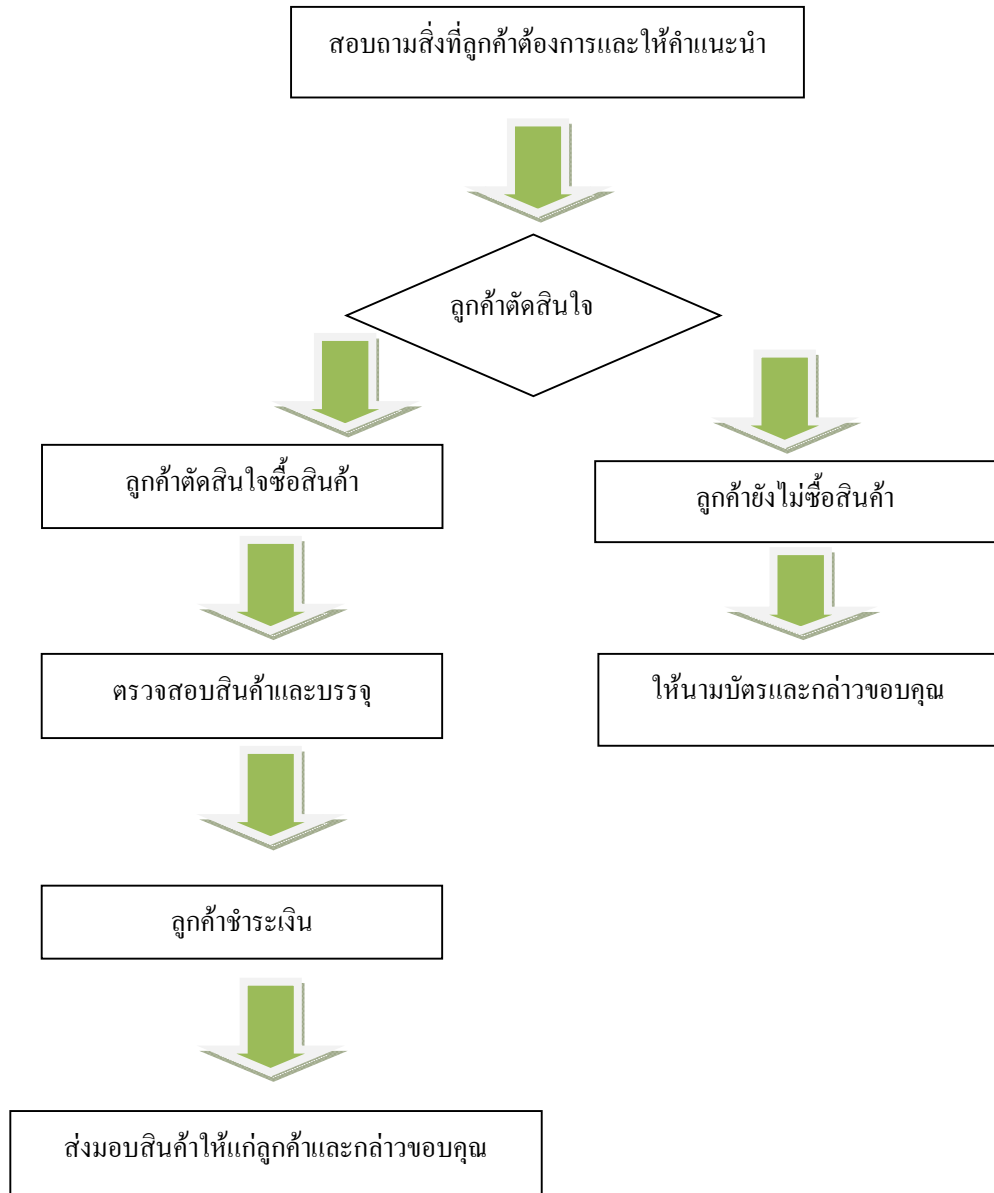 สอบถามสิ่งที่ลูกค้าต้องการและให้คำแนะนำ
ลูกค้าตัดสินใจ
ลูกค้าตัดสินใจซื้อสินค้า
ลูกค้ายังไม่ซื้อสินค้า
ตรวจสอบสินค้าและบรรจุ
ให้นามบัตรและกล่าวขอบคุณ
ลูกค้าชำระเงิน
ส่งมอบสินค้าให้แก่ลูกค้าและกล่าวขอบคุณ